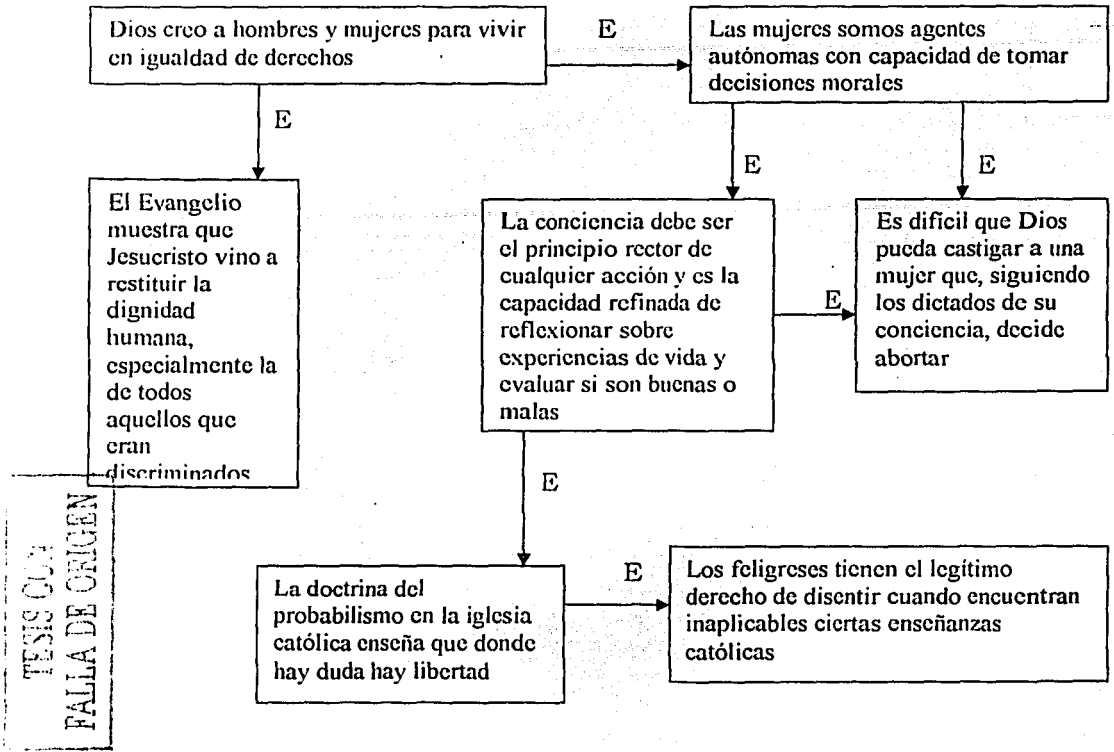 Dios creo a hombres y mujeres para vivir
en igualdad de derechos
E
Las mujeres somos agentes
autónomas con capacidad de tomar
decisiones morales
E
E
E
El Evangelio
muestra que
Jesucristo vino a
restituir la
dignidad
humana,
especialmente la
de todos
aquellos que
eran
discriminados
La conciencia debe ser
el principio rector de
cualquier acción y es la
capacidad refinada de
reflexionar sobre
experiencias de vida y
evaluar si son buenas o
malas
E
Es difícil que Dios
pueda castigar a una
mujer que, siguiendo
los dictados de su
conciencia, decide
abortar
E
La doctrina del
probabilismo en la iglesia
católica enseña que donde
hay duda hay libertad
E
Los feligreses tienen el legítimo
derecho de disentir cuando encuentran
inaplicables ciertas enseñanzas
católicas
TESIS CON
FALLA DE ORIGEN